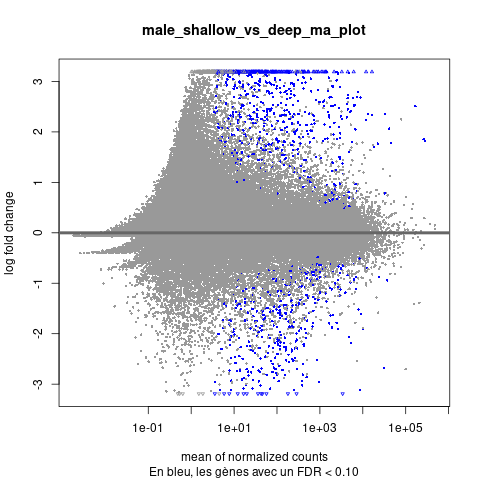 male_shallow_vs_deep_ma_plot
log fold change
3
2
1
0
-1
-2
-3
1e-01
1e+01
1e+03
1e+05
mean of normalized counts
En bleu, les gènes avec un FDR < 0.10